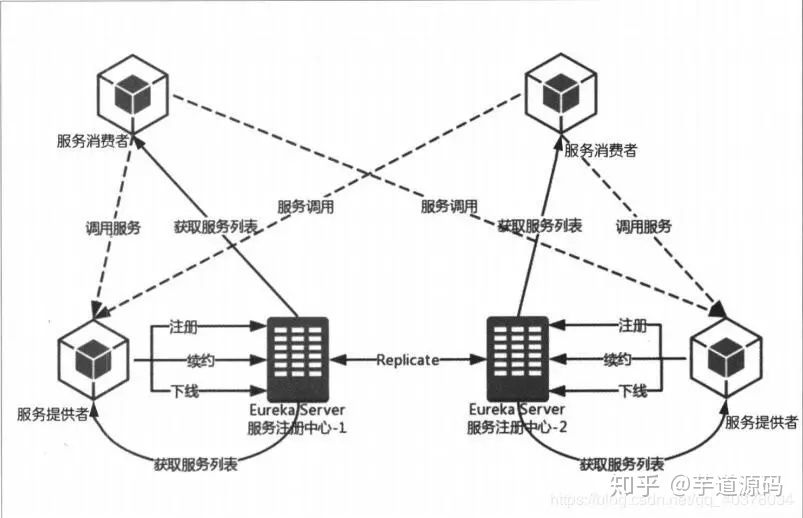 服务消费者
服务消费者
调用服务
获取服务列表
服务调用
服务调用
获取服务列表
调用服务
注册
续约
下线
Replicate
注册
续约
下线
服务提供者
Eureka Server
服务注册中心-1
Eureka Server
服务注册中心-2
服务提供者
获取服务列表
获取服务列表
知乎 @芋道源码